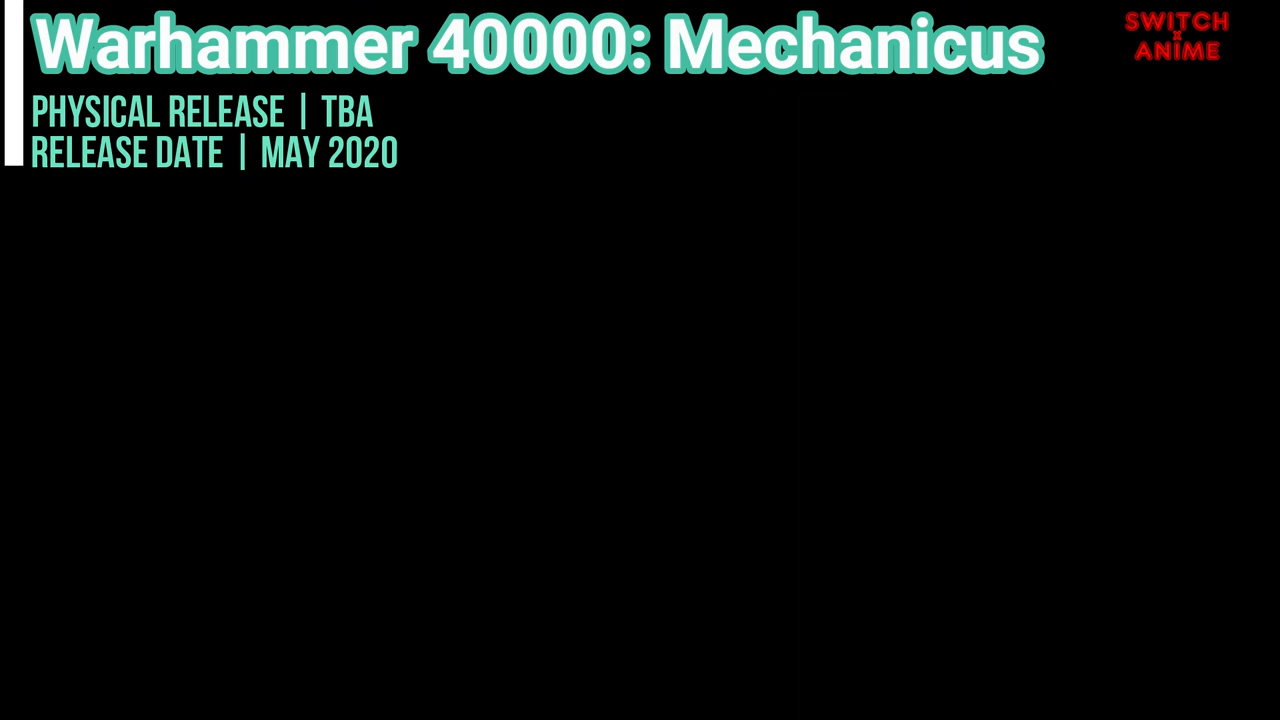 Warhammer 40000: Mechanicus
PHYSICAL RELEASE | TBA
RELEASE DATE | MAY 2020
SWITCH
x
ANIME